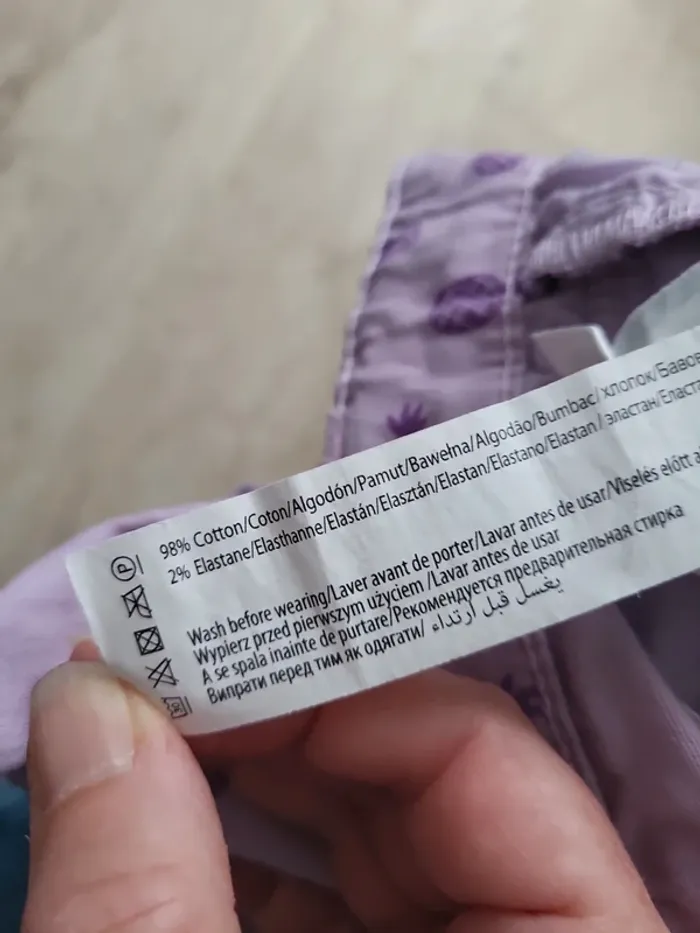 98% Cotton/Coton/Algodón/Pamut/Bawełna/Algodão/Bumbac/хлопок/Бавов
2% Elastane/Elasthanne/Elastán/Elasztán/Elastan/Elastano/Elastan/эластан/Еласт
Wash before wearing/Laver avant de porter/Lavar antes de usar/Viselés előtt
Wypierz przed pierwszym użyciem /Lavar antes de usar
A se spala inainte de purtare/Рекомендуется предварительная стирка
Випрати перед тим як одягати/ يغسل قبل ارتداءه
P